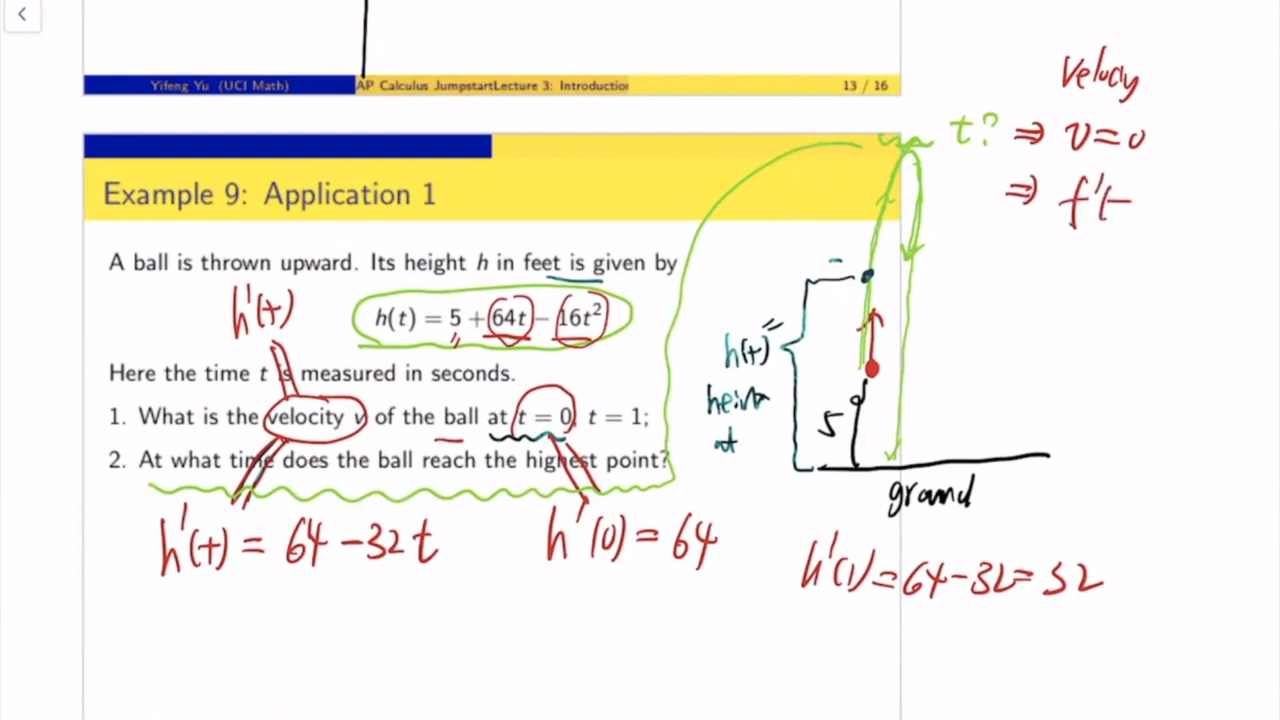 Yifeng Yu (UCI Math)
AP Calculus JumpstartLecture 3: Introduction
13 / 16
Velocity
t? ⇒ v=0
⇒ f'(
Example 9: Application 1
A ball is thrown upward. Its height h in feet is given by
h'(t)
h(t) = 5 + 64t − 16t²
h(t)
Here the time t is measured in seconds.
1. What is the velocity v of the ball at t = 0, t = 1;
at
5
2. At what time does the ball reach the highest point?
ground
h'(t) = 64 − 32t
h'(0) = 64
h'(1) = 64 − 32 = 32